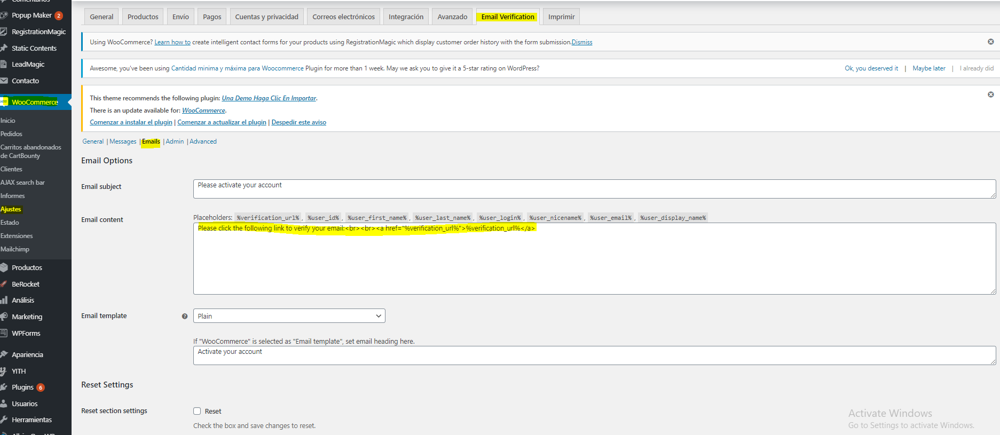 Comentarios
Popup Maker 2
RegistrationMagic
Static Contents
LeadMagic
Contacto
Woo WooCommerce
Inicio
Pedidos
Carritos abandonados
de CartBounty
Clientes
AJAX search bar
Informes
Ajustes
Estado
Extensiones
Mailchimp
Productos
BeRocket
Análisis
Marketing
WPForms
Apariencia
YITH
Plugins 6
Usuarios
Herramientas
General Productos Envío Pagos Cuentas y privacidad Correos electrónicos Integración Avanzado Email Verification Imprimir
Using WooCommerce? Learn how to create intelligent contact forms for your products using RegistrationMagic which display customer order history with the form submission.Dismiss
Awesome, you've been using Cantidad minima y máxima para Woocommerce Plugin for more than 1 week. May we ask you to give it a 5-star rating on WordPress? Ok, you deserved it | Maybe later | I already did
This theme recommends the following plugin: Una Demo Haga Clic En Importar.
There is an update available for: WooCommerce.
Comenzar a instalar el plugin | Comenzar a actualizar el plugin | Despedir este aviso
General | Messages | Emails | Admin | Advanced
Email Options
Email subject
Please activate your account
Email content
Placeholders: %verification_url%, %user_id%, %user_first_name%, %user_last_name%, %user_login%, %user_nicename%, %user_email%, %user_display_name%
Please click the following link to verify your email:<br><br><a href="%verification_url%">%verification_url%</a>
Email template ? Plain
If "WooCommerce" is selected as "Email template", set email heading here.
Activate your account
Reset Settings
Reset section settings Reset
Check the box and save changes to reset.
Activate Windows
Go to Settings to activate Windows.